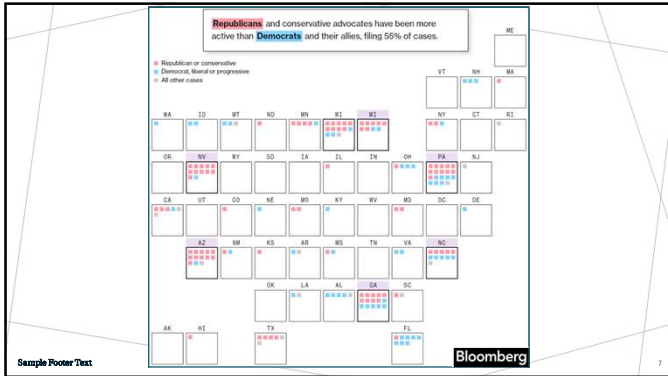 Republicans and conservative advocates have been more
active than Democrats and their allies, filing 55% of cases.
ME
Republican or conservative
Democrat, liberal or progressive
All other cases
VT NH MA
WA ID MT ND MN WI MI NY CT RI
OR NV WY SD IA IL IN OH PA NJ
CA UT CO NE MO KY WV MD DC DE
AZ NM KS AR MS TN VA NC
OK LA AL GA SC
AK HI TX FL
Bloomberg
Sample Footer Text
7